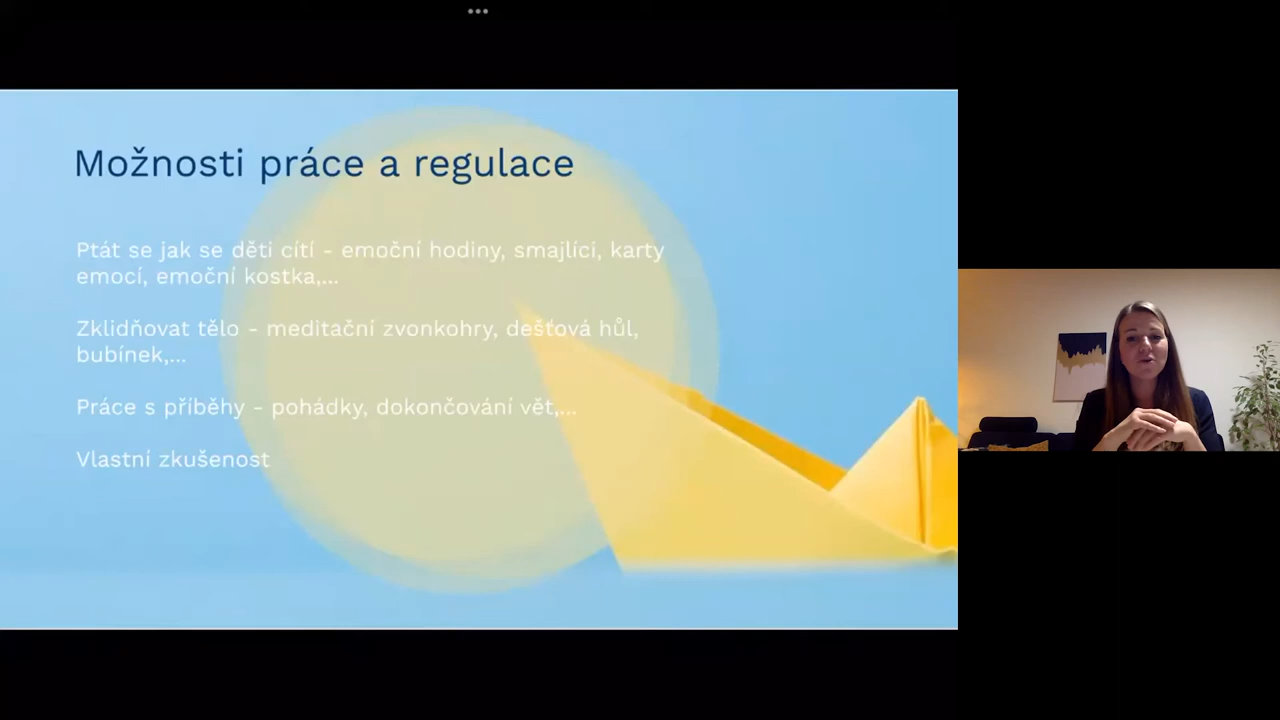 Možnosti práce a regulace
Ptát se jak se děti cítí - emoční hodiny, smajlíci, karty
emocí, emoční kostka,...
Zklidňovat tělo - meditační zvonkohry, dešťová hůl,
bubínek,...
Práce s příběhy - pohádky, dokončování vět,...
Vlastní zkušenost